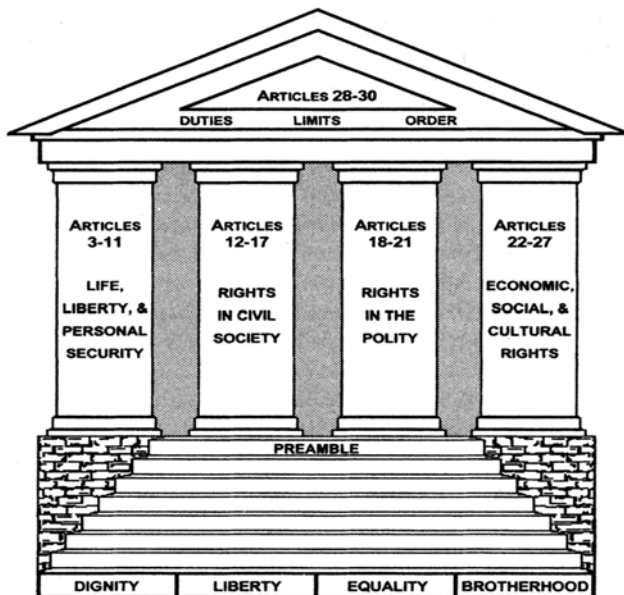 ARTICLES 28-30
DUTIES LIMITS ORDER
ARTICLES
3-11
LIFE,
LIBERTY, &
PERSONAL
SECURITY
ARTICLES
12-17
RIGHTS
IN CIVIL
SOCIETY
ARTICLES
18-21
RIGHTS
IN THE
POLITY
ARTICLES
22-27
ECONOMIC,
SOCIAL, &
CULTURAL
RIGHTS
PREAMBLE
DIGNITY LIBERTY EQUALITY BROTHERHOOD